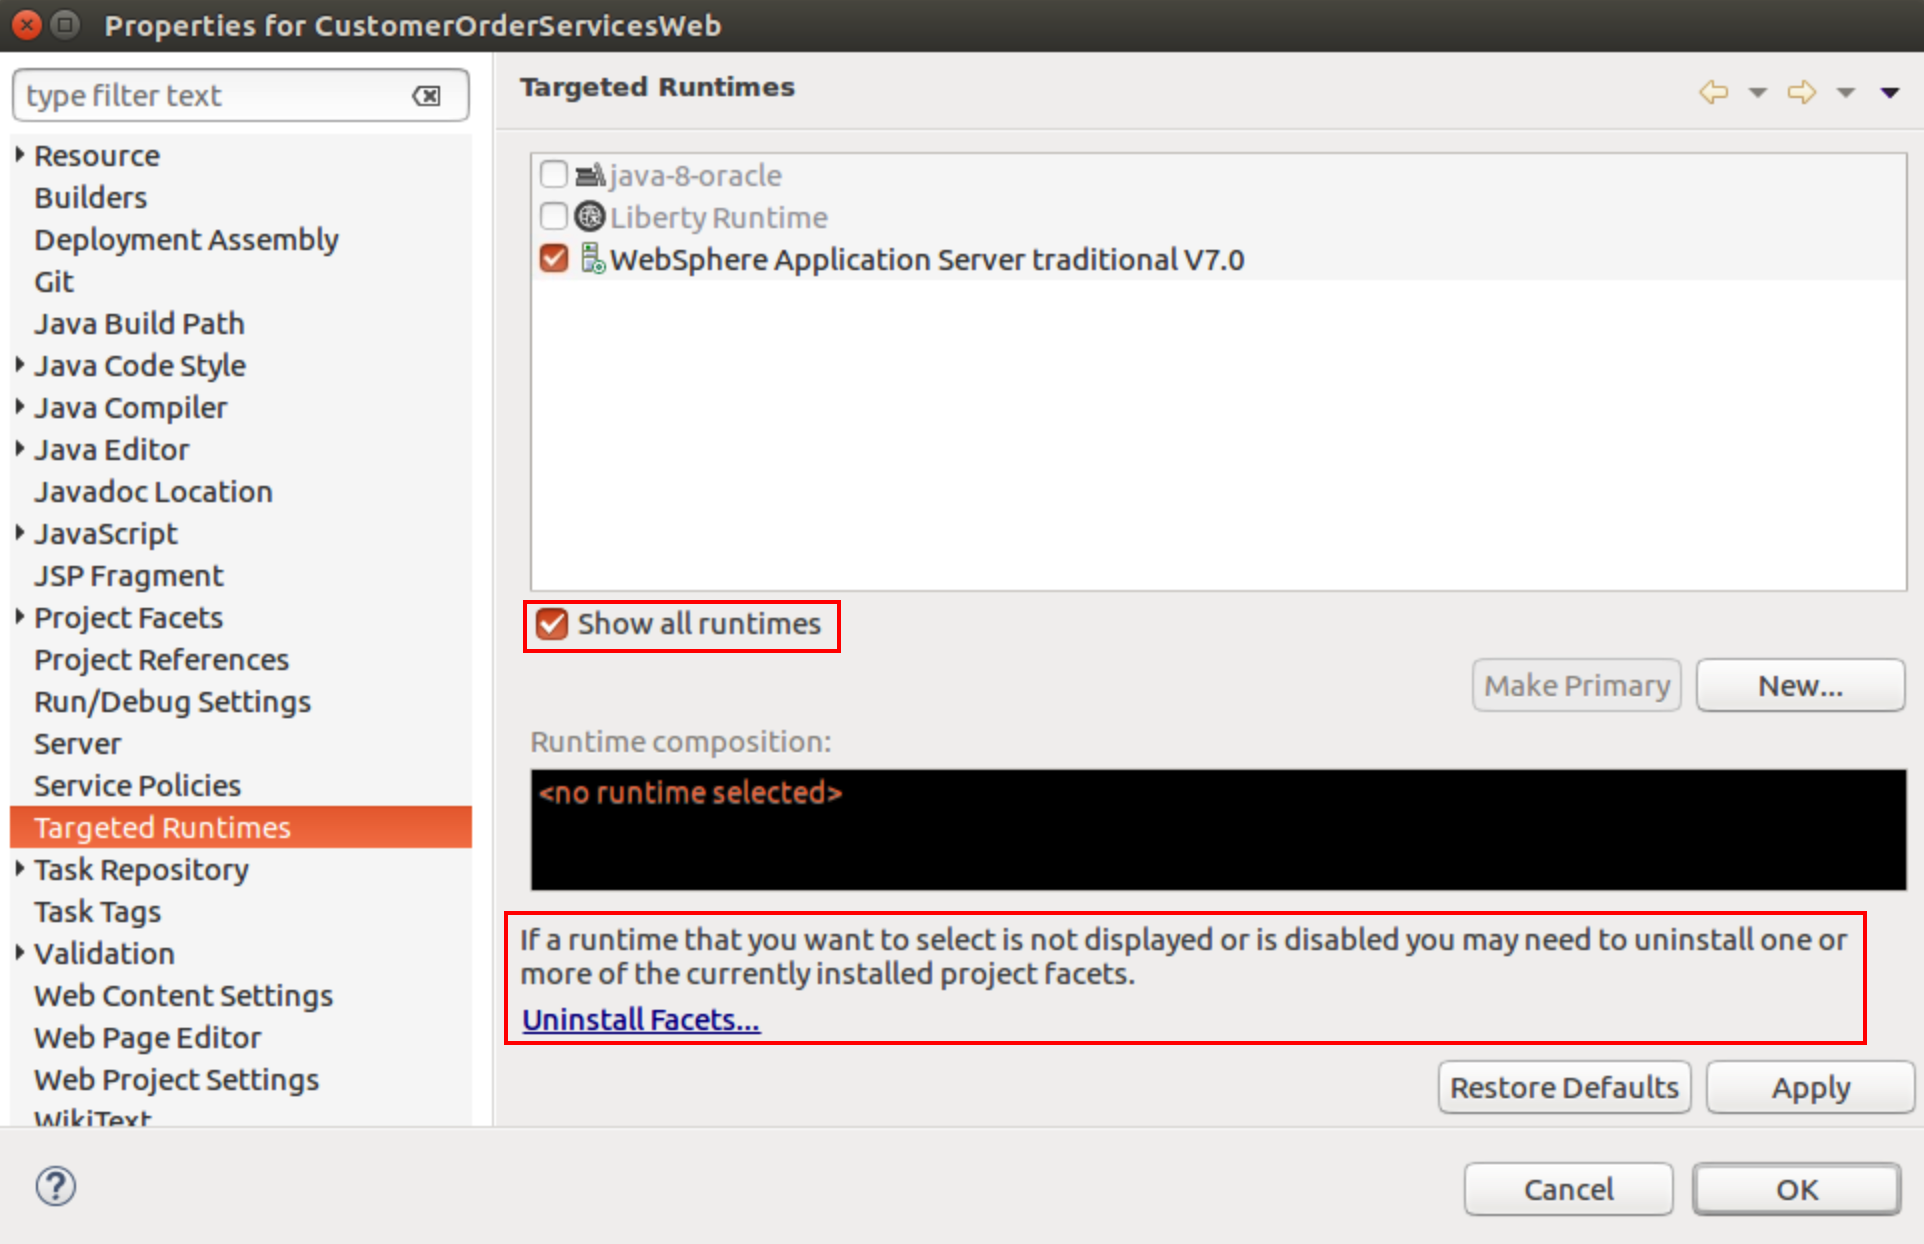 Properties for CustomerOrderServicesWeb
type filter text
Resource
Builders
Deployment Assembly
Git
Java Build Path
Java Code Style
Java Compiler
Java Editor
Javadoc Location
JavaScript
JSP Fragment
Project Facets
Project References
Run/Debug Settings
Server
Service Policies
Targeted Runtimes
Task Repository
Task Tags
Validation
Web Content Settings
Web Page Editor
Web Project Settings
WikiText
Targeted Runtimes
java-8-oracle
Liberty Runtime
WebSphere Application Server traditional V7.0
Show all runtimes
Make Primary
New...
Runtime composition:
<no runtime selected>
If a runtime that you want to select is not displayed or is disabled you may need to uninstall one or
more of the currently installed project facets.
Uninstall Facets...
Restore Defaults
Apply
Cancel
OK